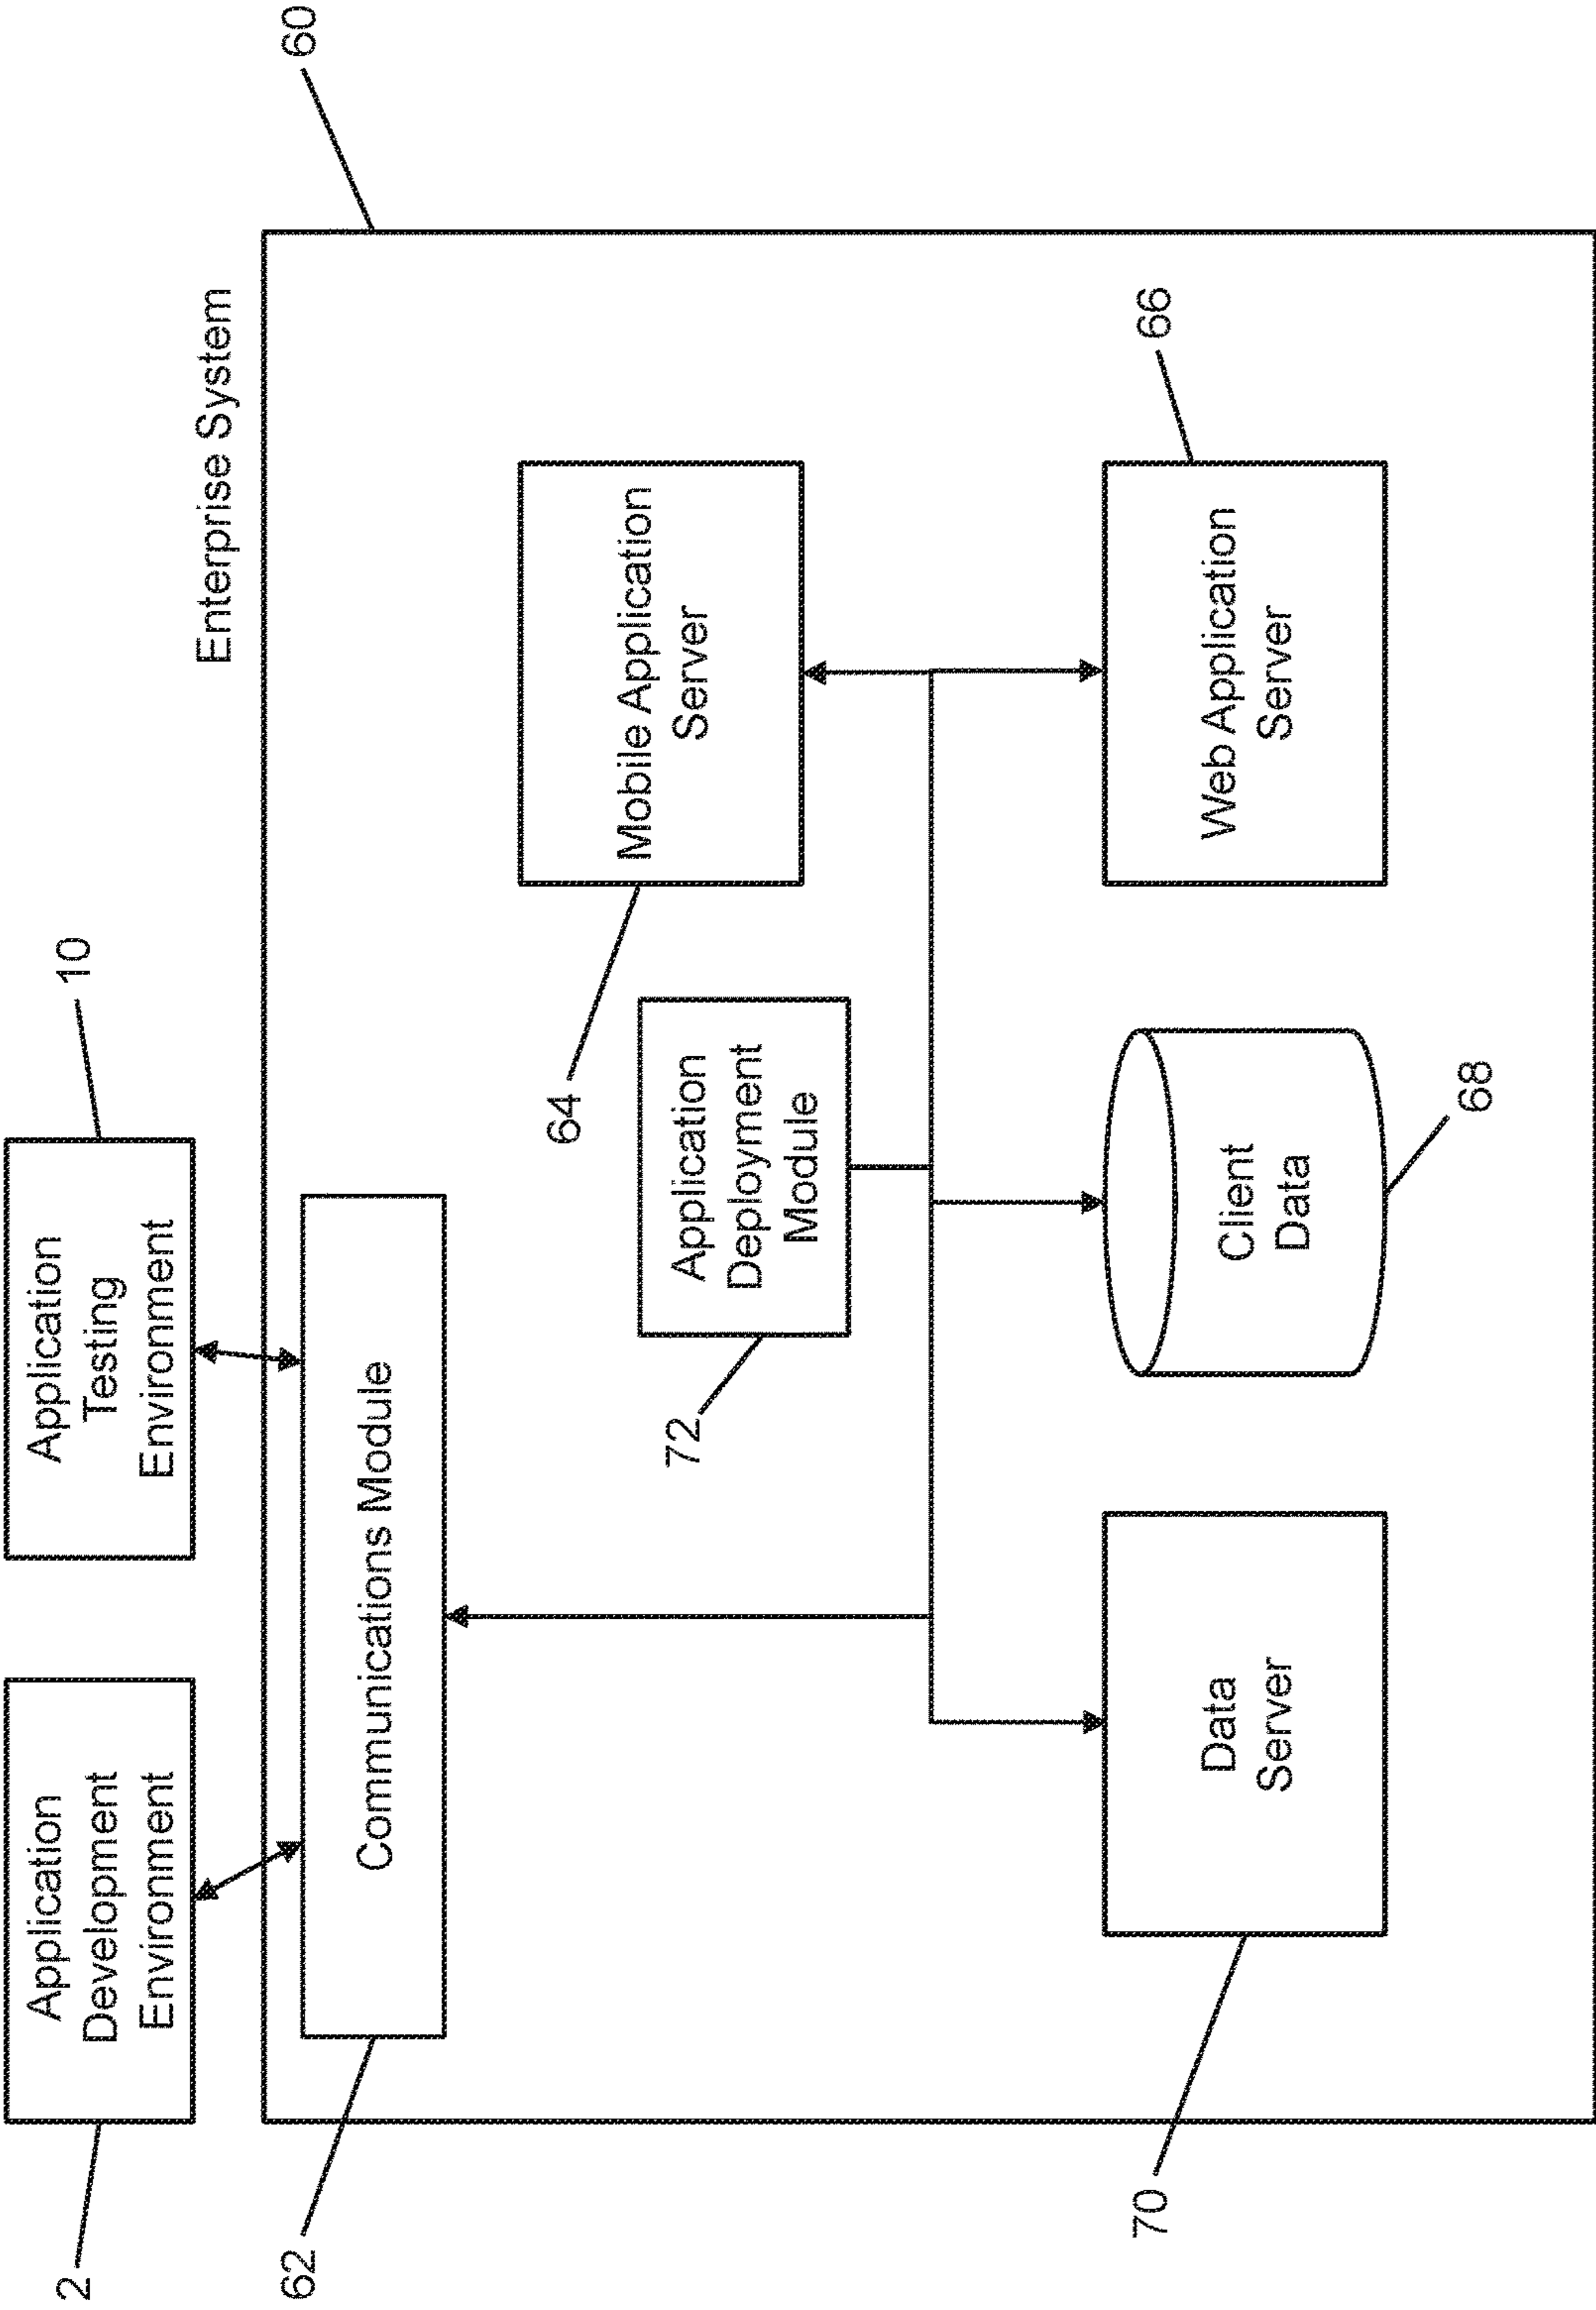 2
Application
Development
Environment
Application
Testing
Environment
10
Enterprise System
60
62
Communications Module
Mobile Application
Server
64
Application
Deployment
Module
72
Data
Server
70
Client
Data
68
Web Application
Server
66